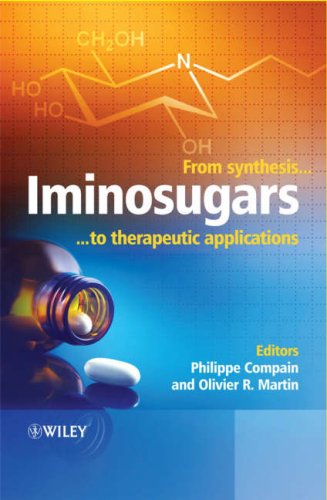 CH₂OH
N
HO
HO
OH
From synthesis...
Iminosugars
...to therapeutic applications
Editors
Philippe Compain
and Olivier R. Martin
WILEY